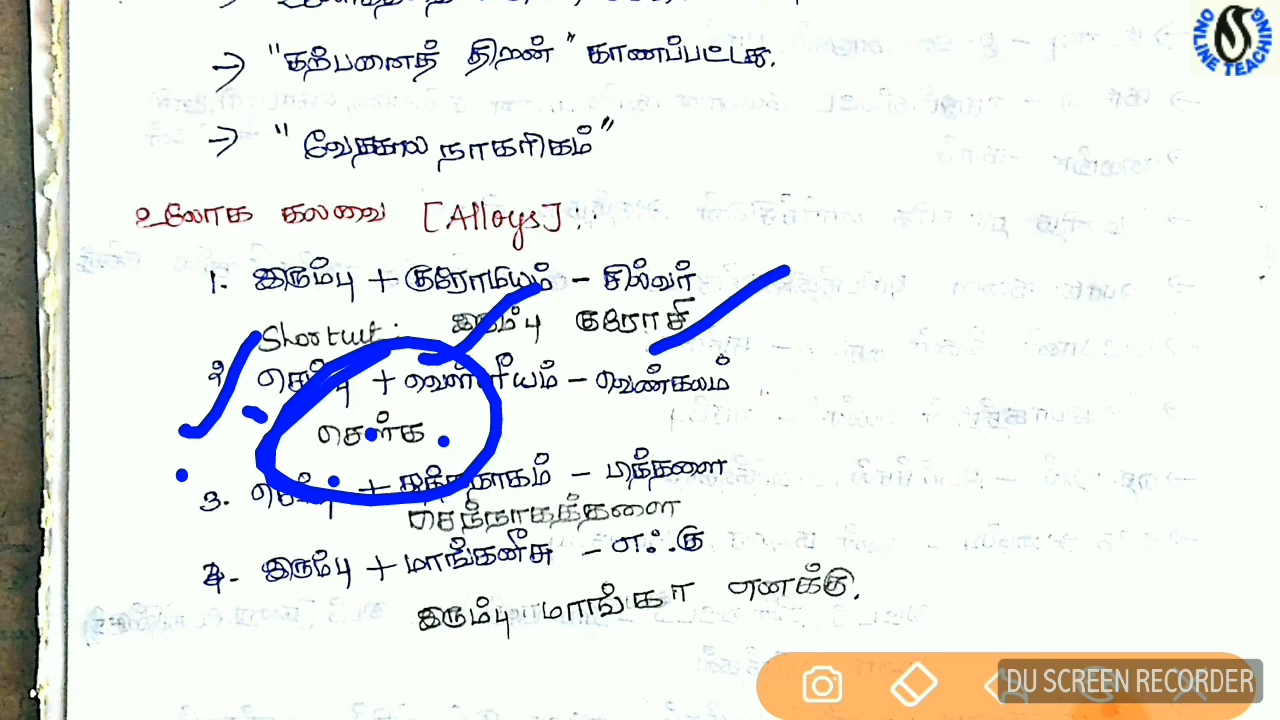 → "கற்பனைத் திறன்" காணப்பட்டது.
→ "வேதகால நாகரிகம்"
உலோக கலவை [Alloys]:
1. இரும்பு + குரோமியம் - சில்வர்
Shortcut: இரும்பு குரோசி
2. செம்பு + வெள்ளீயம் - வெண்கலம்
செள்க
3. செம்பு + துத்தநாகம் - பித்தளை
செந்நாகத்தளை
4. இரும்பு + மாங்கனீசு - எஃகு
இரும்பு மாங்கா எனக்கு.
ONLINE TEACHING
DU SCREEN RECORDER